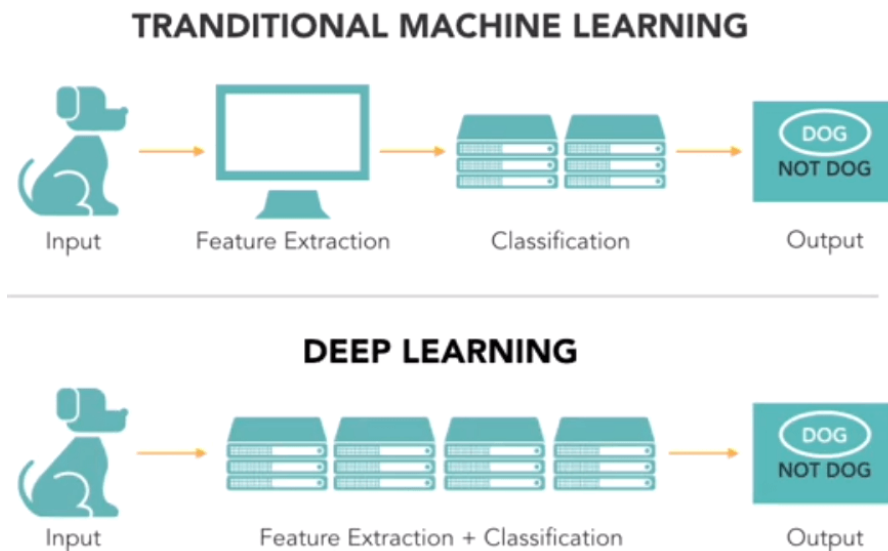 TRANDITIONAL MACHINE LEARNING
DOG
NOT DOG
Input
Feature Extraction
Classification
Output
DEEP LEARNING
DOG
NOT DOG
Input
Feature Extraction + Classification
Output